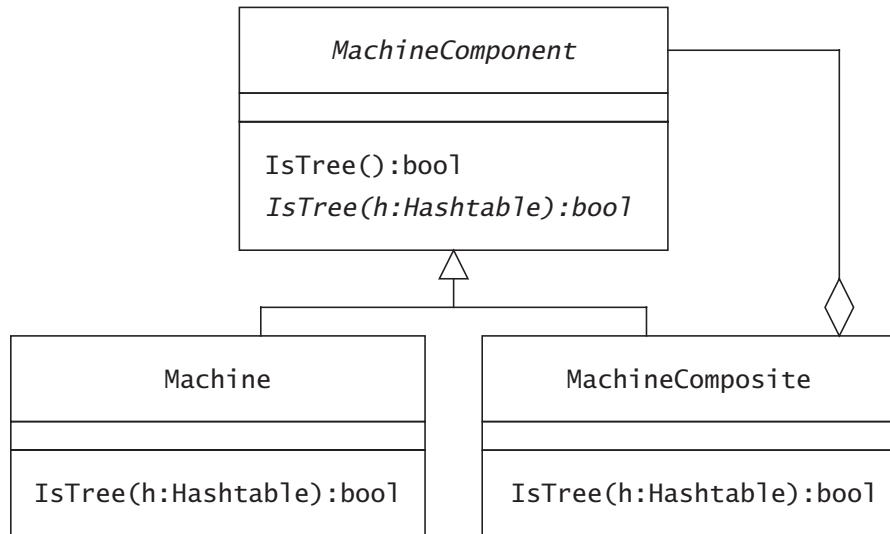 MachineComponent
IsTree():bool
IsTree(h:Hashtable):bool
Machine
IsTree(h:Hashtable):bool
MachineComposite
IsTree(h:Hashtable):bool